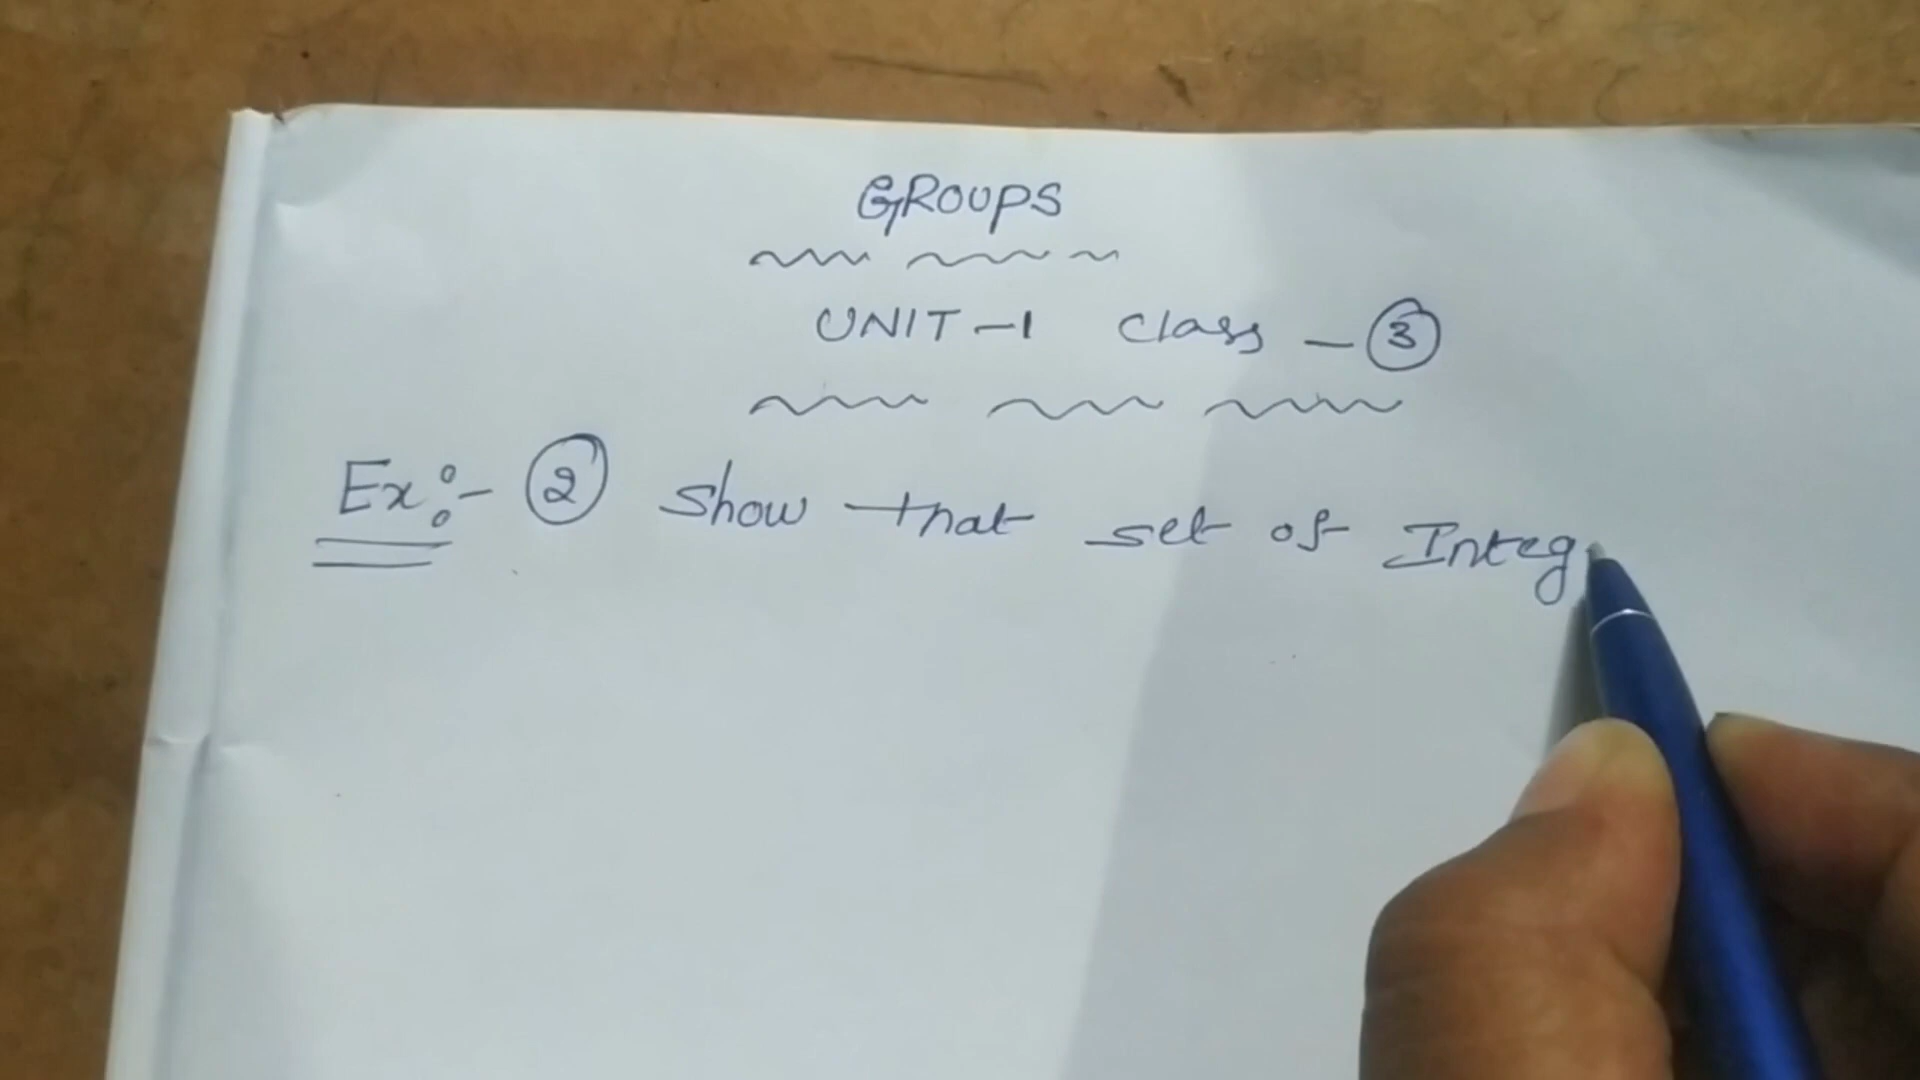 GROUPS
UNIT-1 Class - 3
Ex:- 2 Show that set of Integ